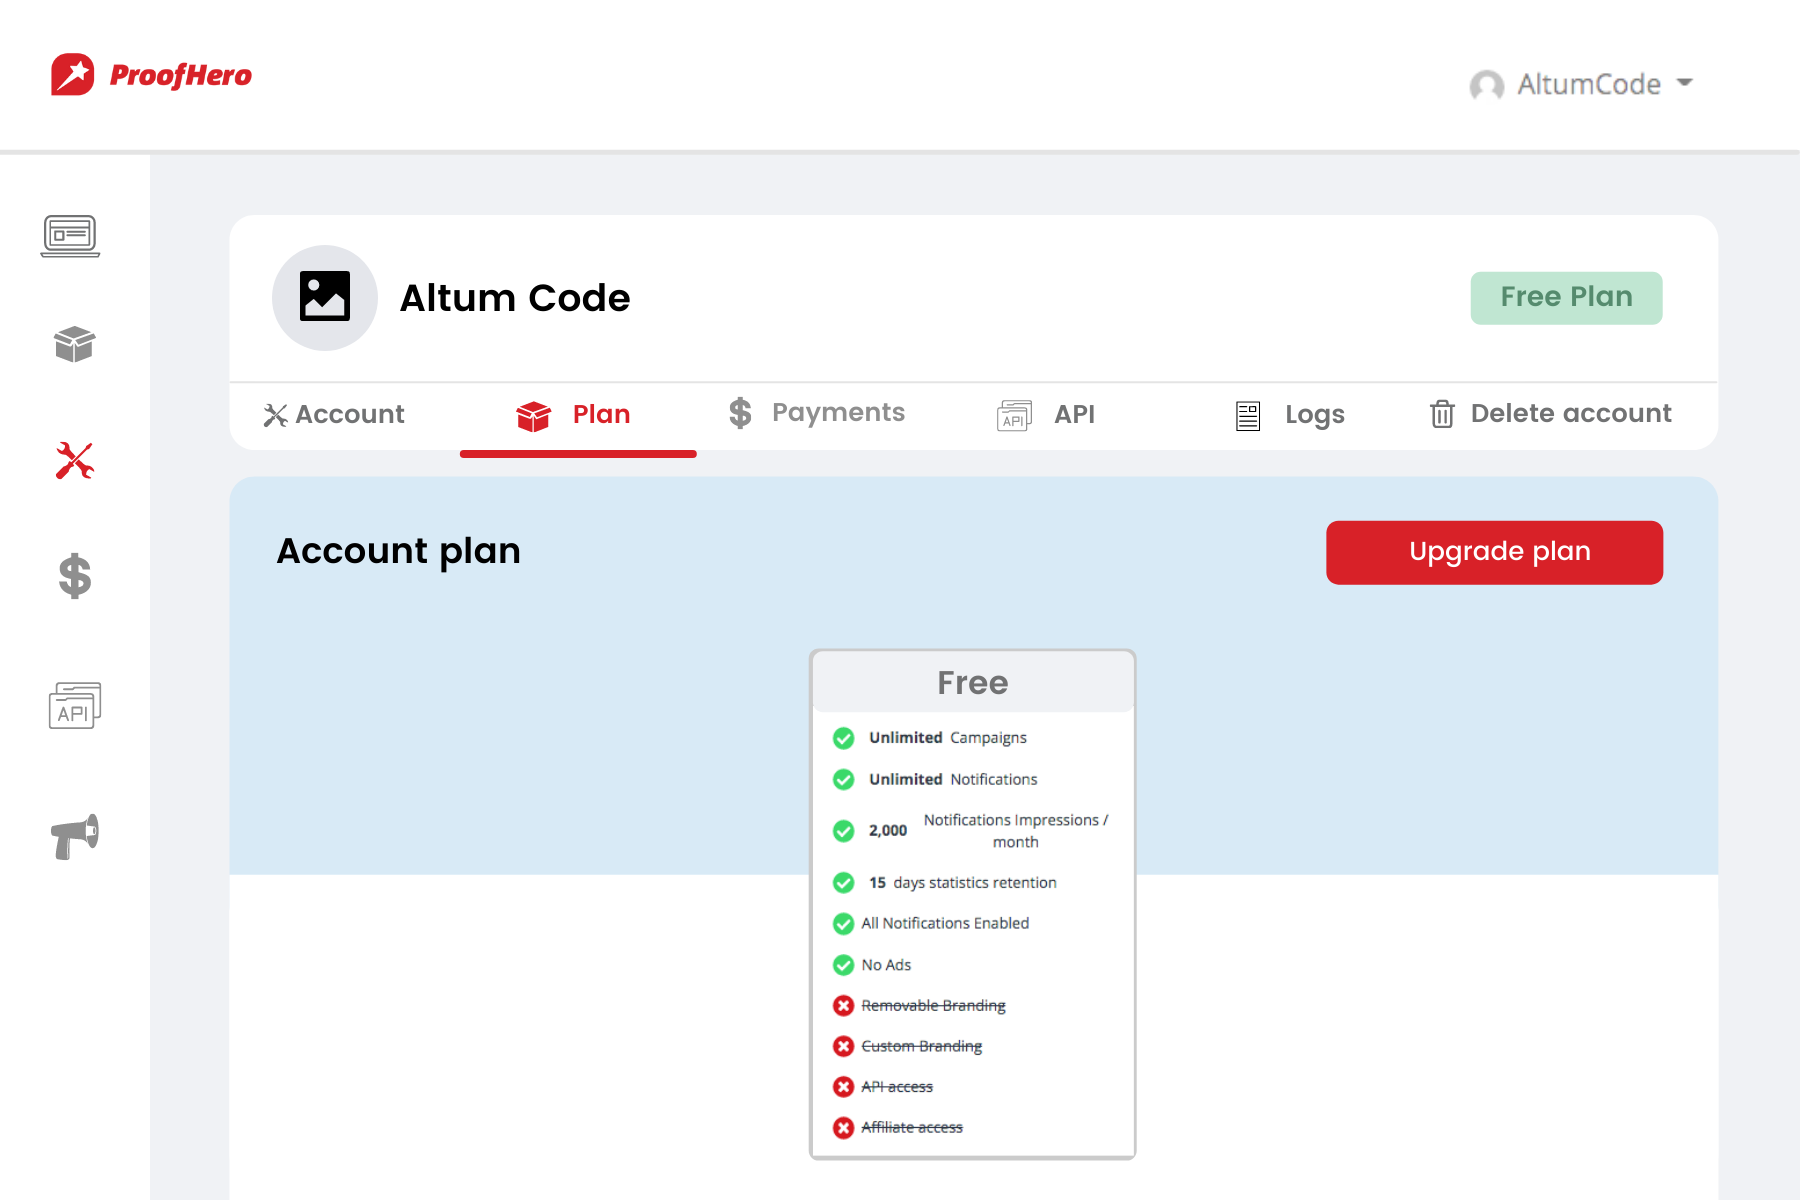 ProofHero
AltumCode
Altum Code
Free Plan
Account
Plan
Payments
API
API
Logs
Delete account
Account plan
Upgrade plan
API
Free
Unlimited Campaigns
Unlimited Notifications
2,000 Notifications Impressions /
month
15 days statistics retention
All Notifications Enabled
No Ads
Removable Branding
Custom Branding
API access
Affiliate access